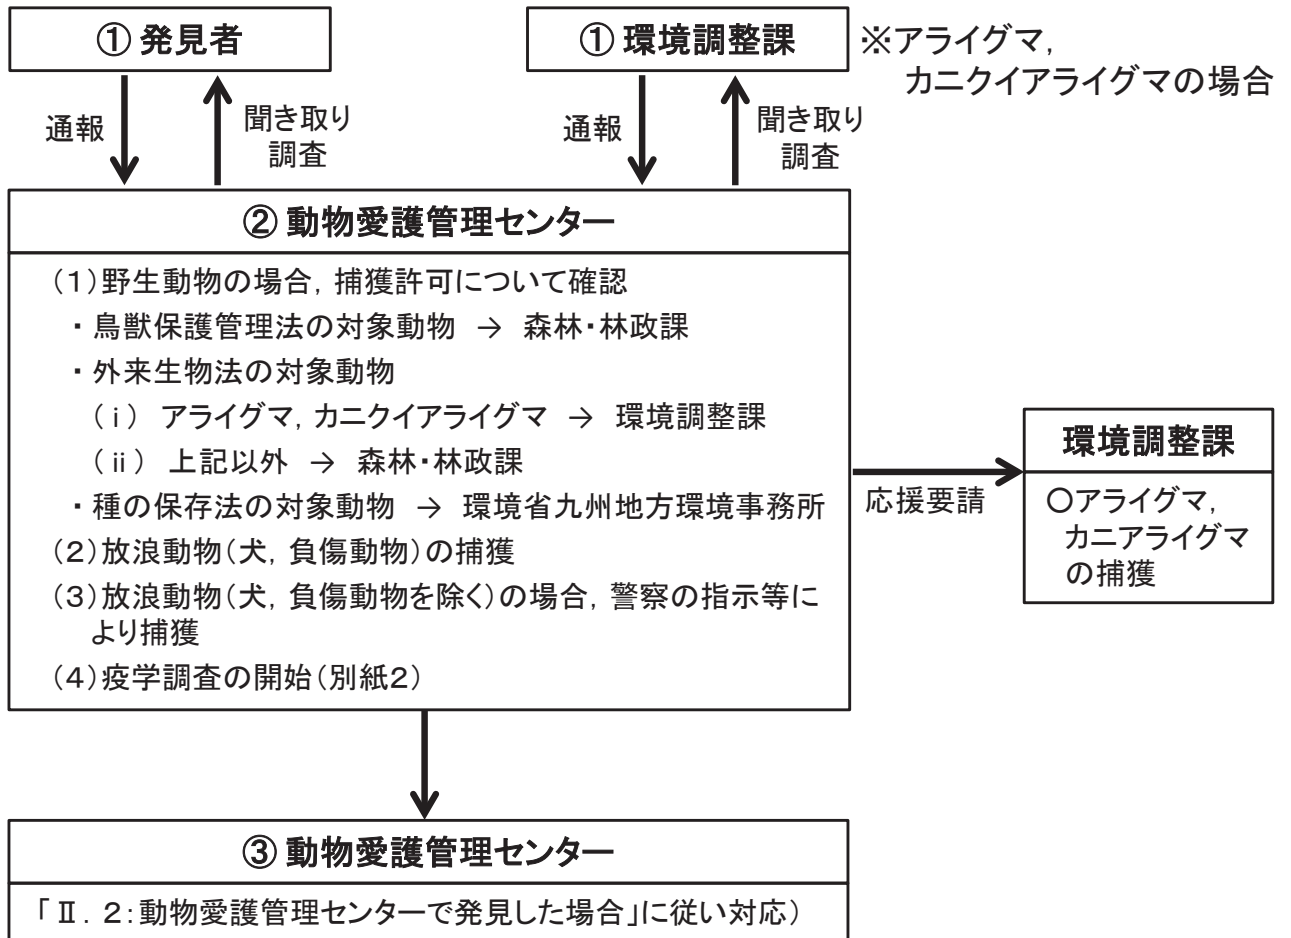 ① 発見者
① 環境調整課
※アライグマ,
カニクイアライグマの場合
通報
聞き取り
調査
通報
聞き取り
調査
② 動物愛護管理センター
(1)野生動物の場合, 捕獲許可について確認
・鳥獣保護管理法の対象動物 → 森林・林政課
・外来生物法の対象動物
(ⅰ) アライグマ, カニクイアライグマ → 環境調整課
(ⅱ) 上記以外 → 森林・林政課
・種の保存法の対象動物 → 環境省九州地方環境事務所
(2)放浪動物(犬, 負傷動物)の捕獲
(3)放浪動物(犬, 負傷動物を除く)の場合, 警察の指示等に
より捕獲
(4)疫学調査の開始(別紙2)
応援要請
環境調整課
○アライグマ,
カニアライグマ
の捕獲
③ 動物愛護管理センター
「Ⅱ. 2:動物愛護管理センターで発見した場合」に従い対応)